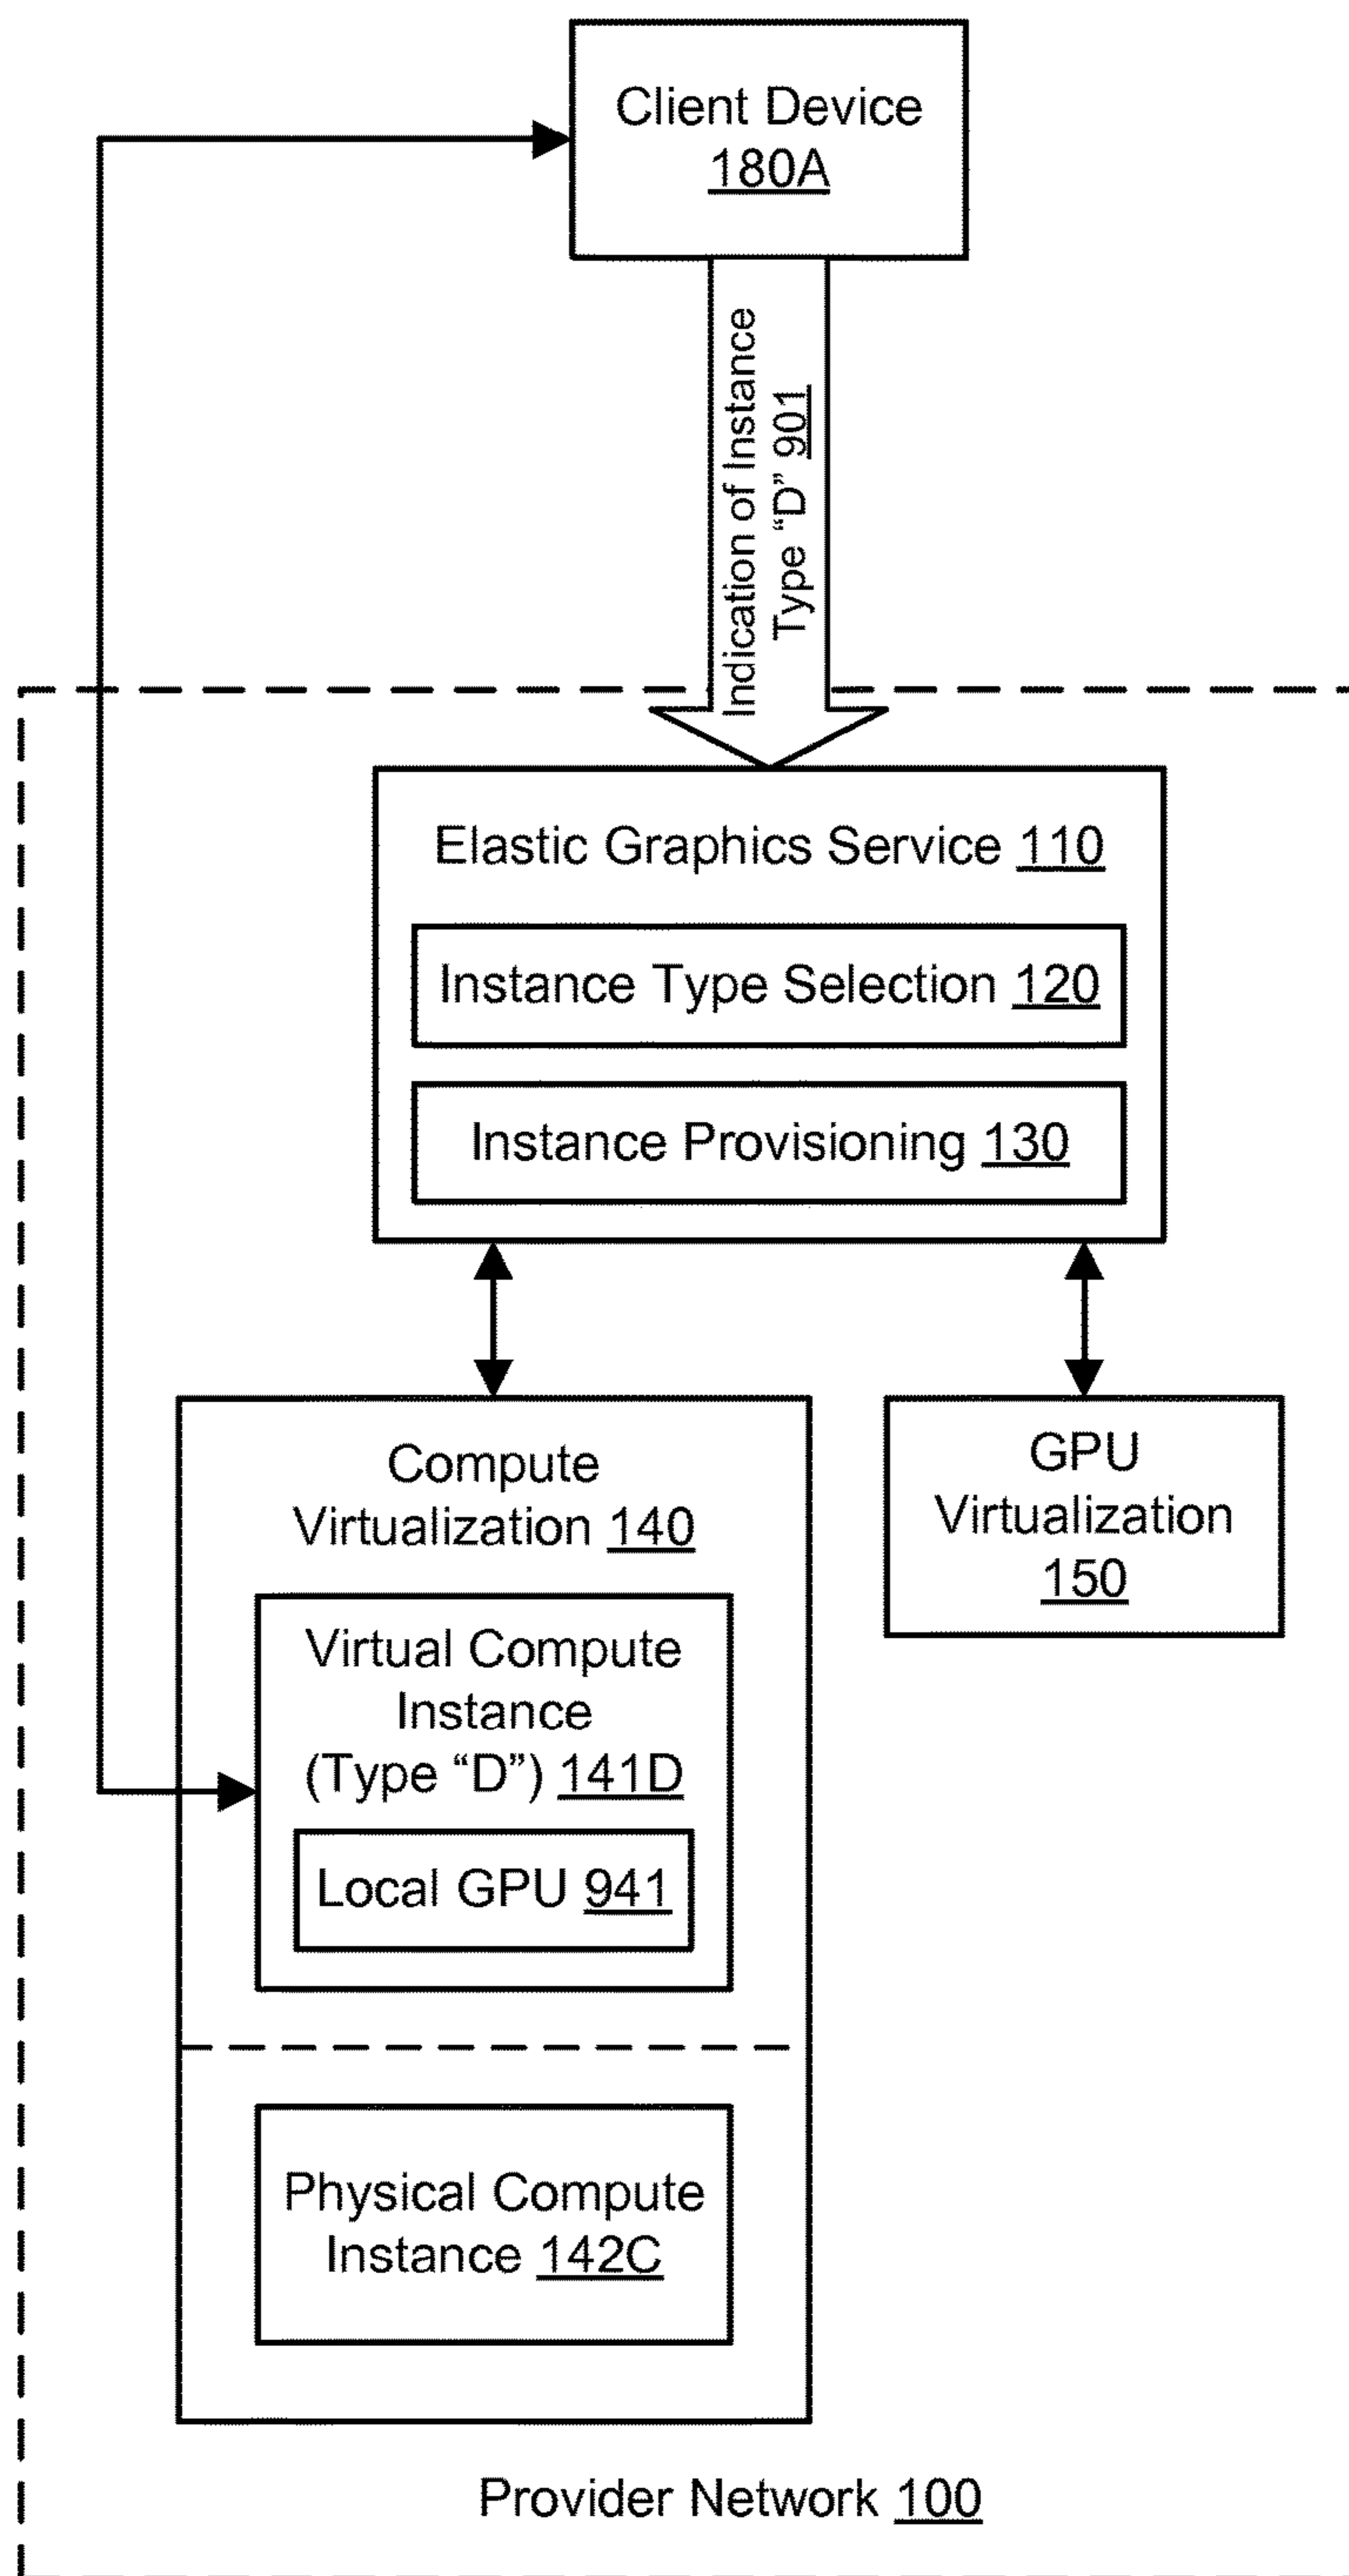 Client Device
180A
Indication of Instance
Type “D” 901
Elastic Graphics Service 110
Instance Type Selection 120
Instance Provisioning 130
Compute
Virtualization 140
GPU
Virtualization
150
Virtual Compute
Instance
(Type “D”) 141D
Local GPU 941
Physical Compute
Instance 142C
Provider Network 100